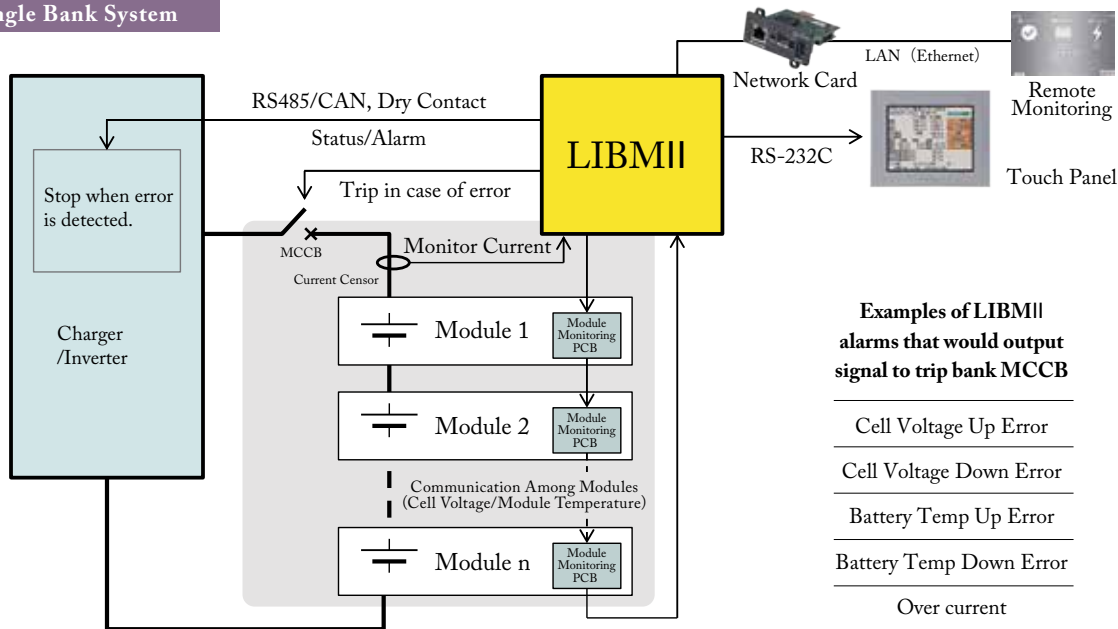 ngle Bank System
RS485/CAN, Dry Contact
Status/Alarm
Trip in case of error
Stop when error
is detected.
Charger
/Inverter
MCCB
Current Censor
Monitor Current
LIBMII
Network Card
LAN (Ethernet)
Remote
Monitoring
RS-232C
Touch Panel
Module 1
Module
Monitoring
PCB
Module 2
Module
Monitoring
PCB
Communication Among Modules
(Cell Voltage/Module Temperature)
Module n
Module
Monitoring
PCB
Examples of LIBMII
alarms that would output
signal to trip bank MCCB
Cell Voltage Up Error
Cell Voltage Down Error
Battery Temp Up Error
Battery Temp Down Error
Over current